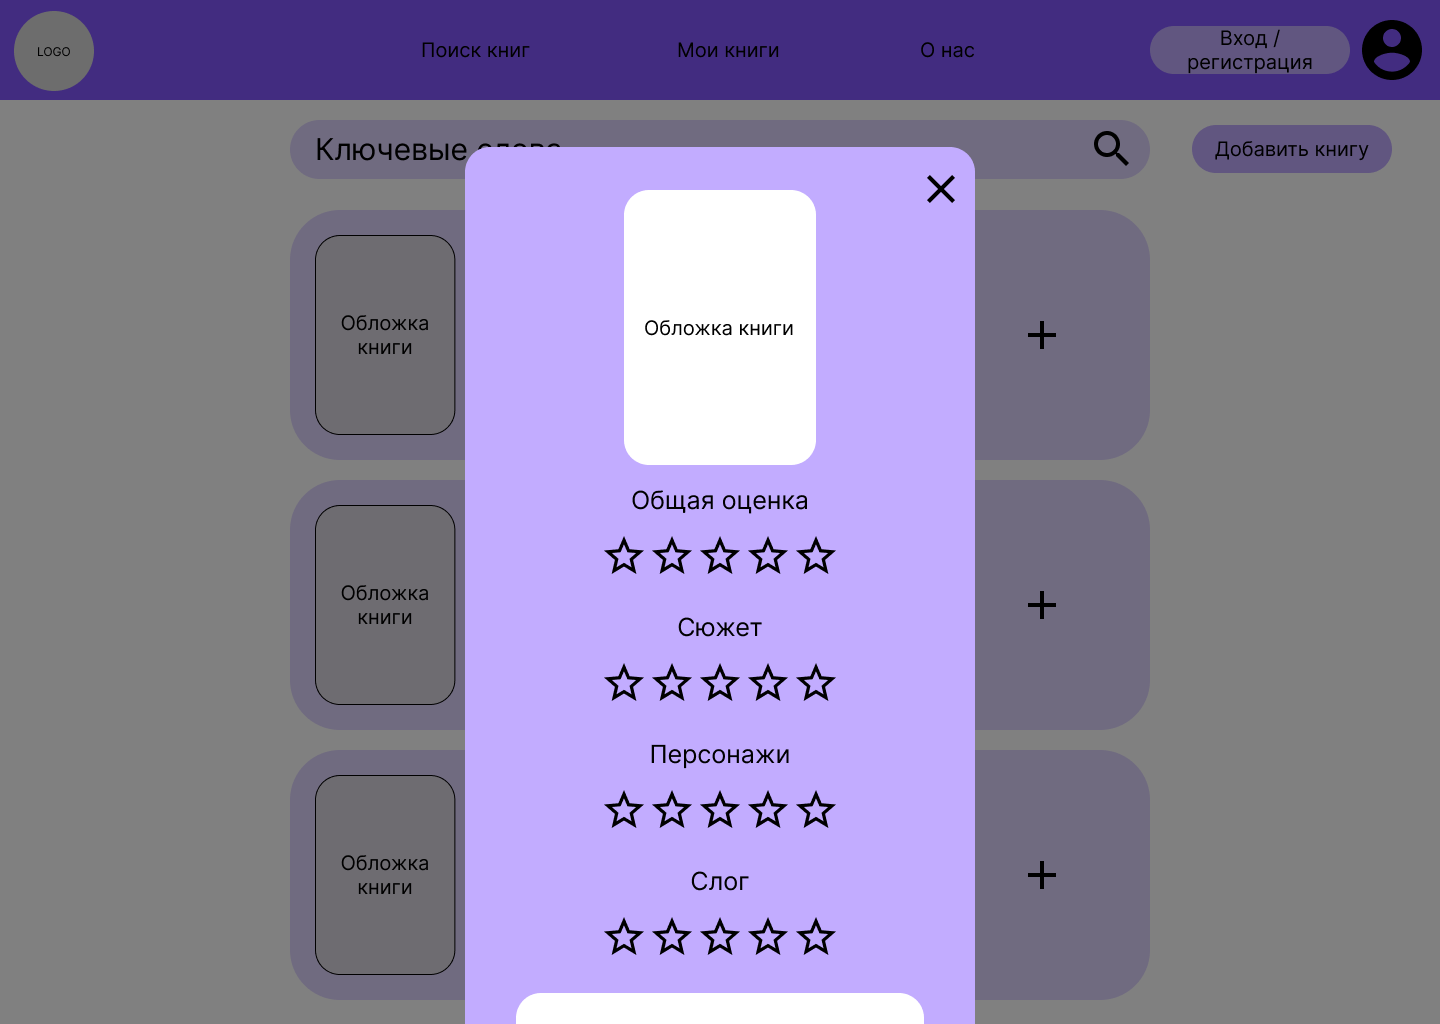 LOGO
Поиск книг
Мои книги
О нас
Вход /
регистрация
Ключевые слова
Добавить книгу
Обложка
книги
Обложка книги
Общая оценка
Сюжет
Обложка
книги
Персонажи
Слог
Обложка
книги